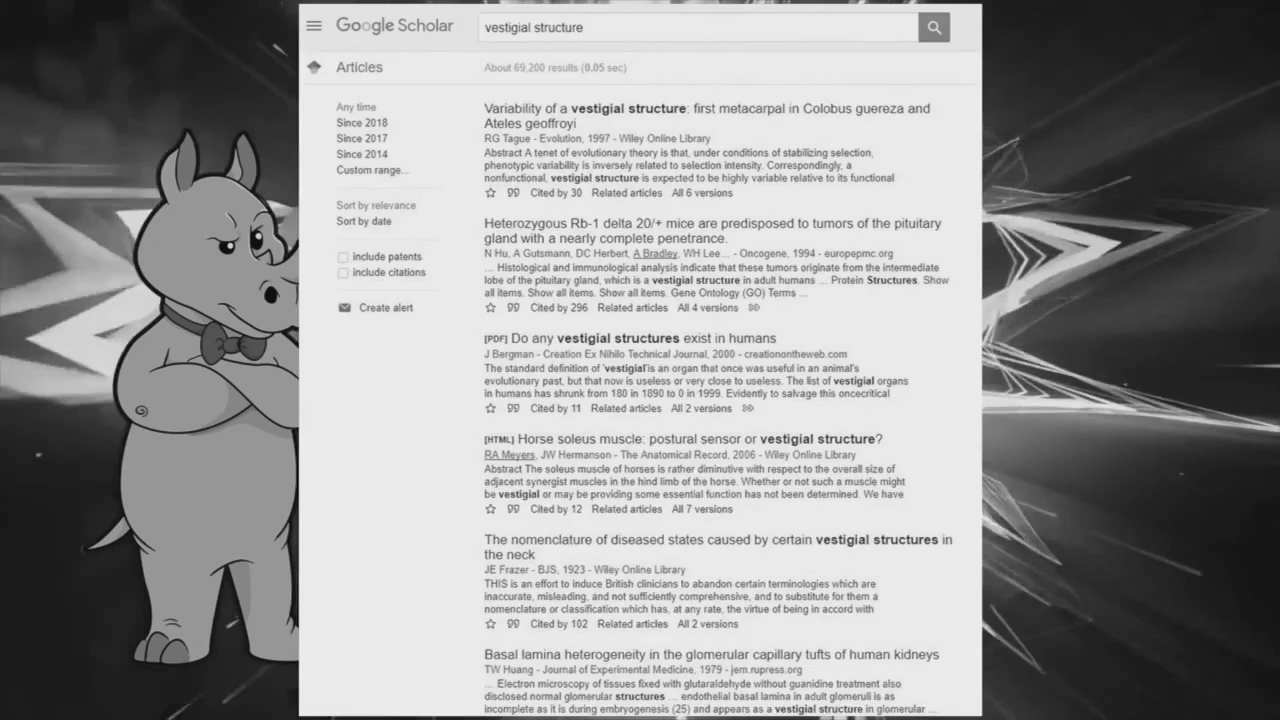 Google Scholar
vestigial structure
Articles
About 69,200 results (0.05 sec)
Any time
Since 2018
Since 2017
Since 2014
Custom range...
Sort by relevance
Sort by date
include patents
include citations
Create alert
Variability of a vestigial structure: first metacarpal in Colobus guereza and
Ateles geoffroyi
RG Tague - Evolution, 1997 - Wiley Online Library
Abstract A tenet of evolutionary theory is that, under conditions of stabilizing selection,
phenotypic variability is inversely related to selection intensity. Correspondingly, a
nonfunctional, vestigial structure is expected to be highly variable relative to its functional
Cited by 30 Related articles All 6 versions
Heterozygous Rb-1 delta 20/+ mice are predisposed to tumors of the pituitary
gland with a nearly complete penetrance.
N Hu, A Gutsmann, DC Herbert, A Bradley, WH Lee... - Oncogene, 1994 - europepmc.org
... Histological and immunological analysis indicate that these tumors originate from the intermediate
lobe of the pituitary gland, which is a vestigial structure in adult humans ... Protein Structures. Show
all items. Show all items. Show all items. Gene Ontology (GO) Terms ...
Cited by 296 Related articles All 4 versions
[PDF] Do any vestigial structures exist in humans
J Bergman - Creation Ex Nihilo Technical Journal, 2000 - creationontheweb.com
The standard definition of 'vestigial'is an organ that once was useful in an animal's
evolutionary past, but that now is useless or very close to useless. The list of vestigial organs
in humans has shrunk from 180 in 1890 to 0 in 1999. Evidently to salvage this oncecritical
Cited by 11 Related articles All 2 versions
[HTML] Horse soleus muscle: postural sensor or vestigial structure?
RA Meyers, JW Hermanson - The Anatomical Record, 2006 - Wiley Online Library
Abstract The soleus muscle of horses is rather diminutive with respect to the overall size of
adjacent synergist muscles in the hind limb of the horse. Whether or not such a muscle might
be vestigial or may be providing some essential function has not been determined. We have
Cited by 12 Related articles All 7 versions
The nomenclature of diseased states caused by certain vestigial structures in
the neck
JE Frazer - BJS, 1923 - Wiley Online Library
THIS is an effort to induce British clinicians to abandon certain terminologies which are
inaccurate, misleading, and not sufficiently comprehensive, and to substitute for them a
nomenclature or classification which has, at any rate, the virtue of being in accord with
Cited by 102 Related articles All 2 versions
Basal lamina heterogeneity in the glomerular capillary tufts of human kidneys
TW Huang - Journal of Experimental Medicine, 1979 - jem.rupress.org
... Electron microscopy of tissues fixed with glutaraldehyde without guanidine treatment also
disclosed normal glomerular structures ... endothelial basal lamina in adult glomeruli is as
incomplete as it is during embryogenesis (25) and appears as a vestigial structure in glomerular ...